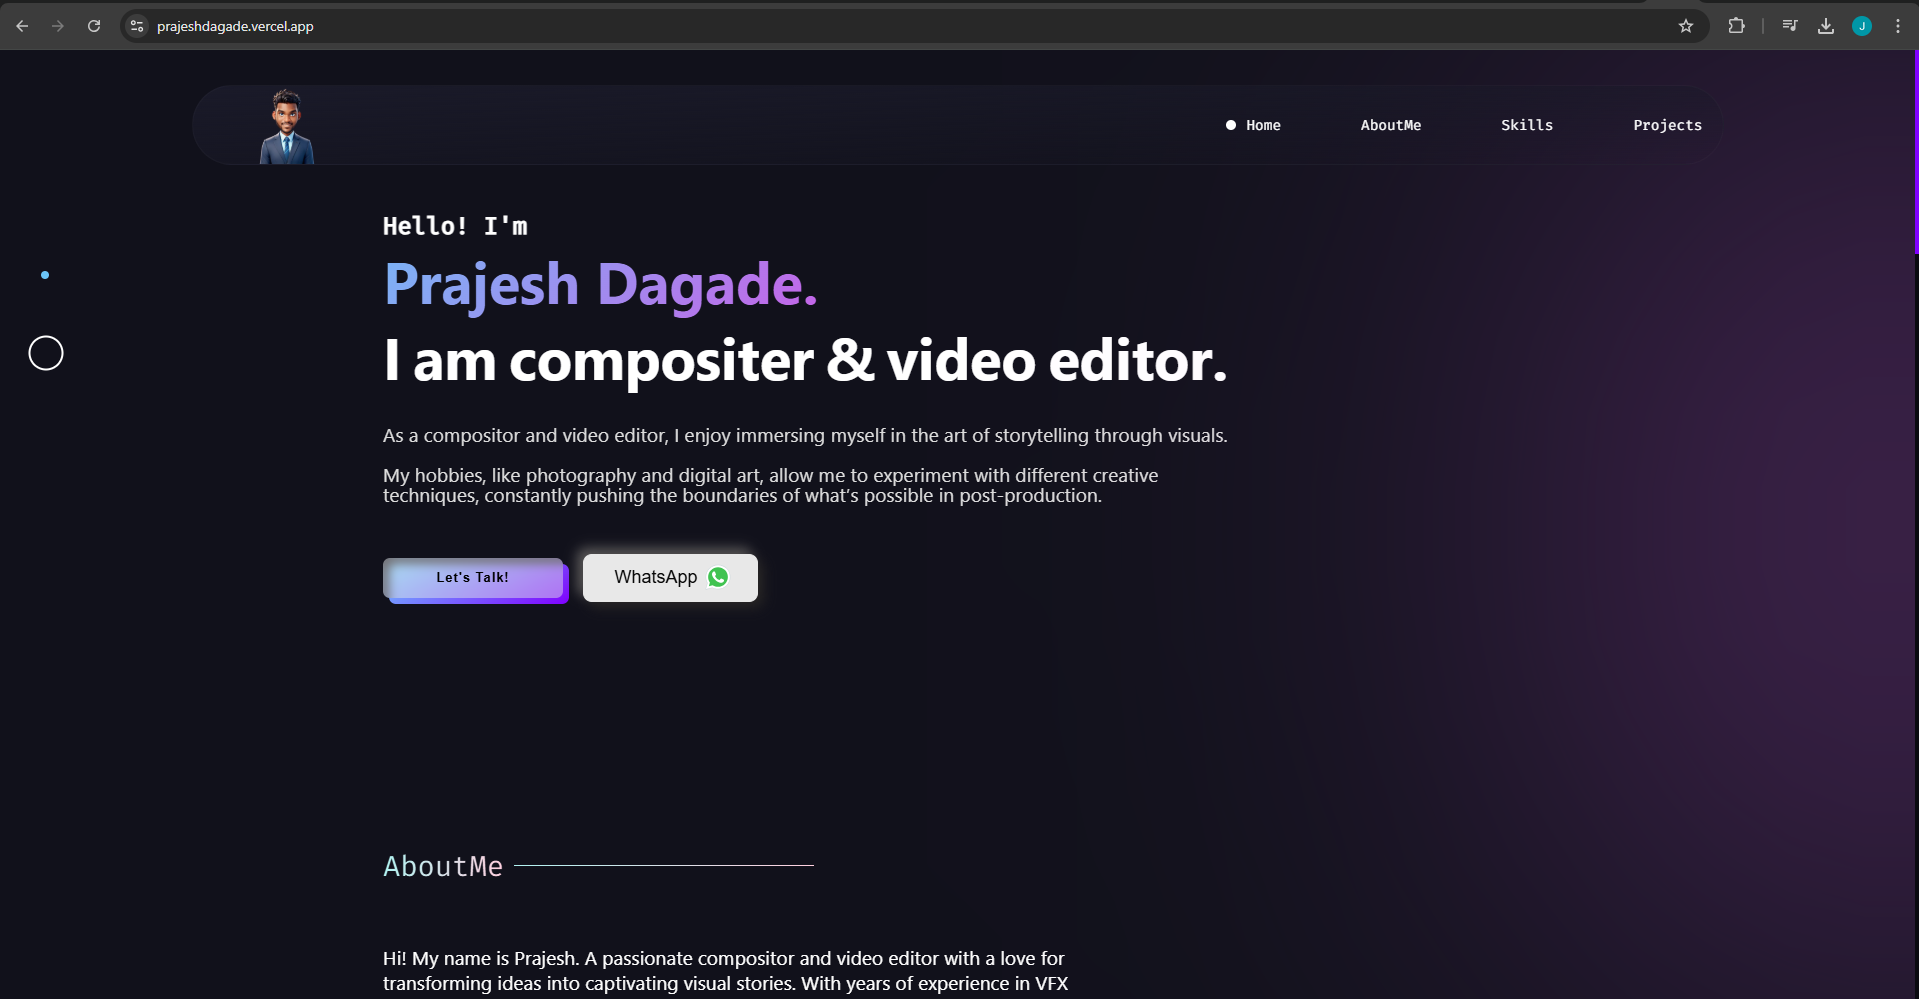 prajeshdagade.vercel.app
J
Home
AboutMe
Skills
Projects
Hello! I'm
Prajesh Dagade.
I am compositer & video editor.
As a compositor and video editor, I enjoy immersing myself in the art of storytelling through visuals.
My hobbies, like photography and digital art, allow me to experiment with different creative
techniques, constantly pushing the boundaries of what’s possible in post-production.
Let's Talk!
WhatsApp
AboutMe
Hi! My name is Prajesh. A passionate compositor and video editor with a love for
transforming ideas into captivating visual stories. With years of experience in VFX